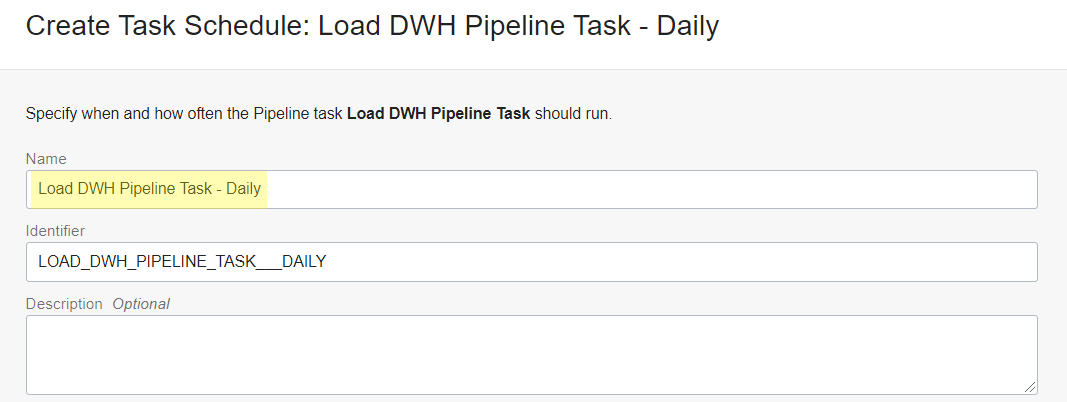 Create Task Schedule: Load DWH Pipeline Task - Daily
Specify when and how often the Pipeline task Load DWH Pipeline Task should run.
Name
Load DWH Pipeline Task - Daily
Identifier
LOAD_DWH_PIPELINE_TASK___DAILY
Description Optional